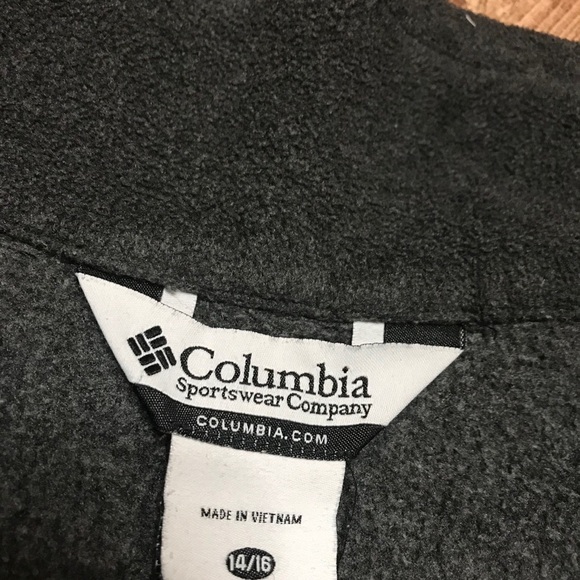 Columbia
Sportswear Company
COLUMBIA.COM
MADE IN VIETNAM
14/16